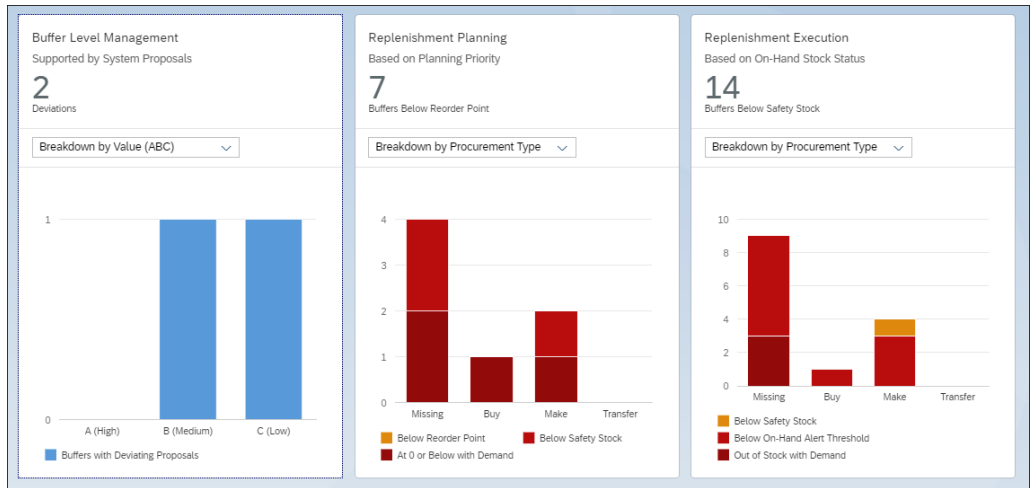 Buffer Level Management
Supported by System Proposals
2
Deviations
Breakdown by Value (ABC)
1
0
A (High) B (Medium) C (Low)
Buffers with Deviating Proposals
Replenishment Planning
Based on Planning Priority
7
Buffers Below Reorder Point
Breakdown by Procurement Type
4
3
2
1
0
Missing Buy Make Transfer
Below Reorder Point Below Safety Stock
At 0 or Below with Demand
Replenishment Execution
Based on On-Hand Stock Status
14
Buffers Below Safety Stock
Breakdown by Procurement Type
10
8
6
4
2
0
Missing Buy Make Transfer
Below Safety Stock
Below On-Hand Alert Threshold
Out of Stock with Demand